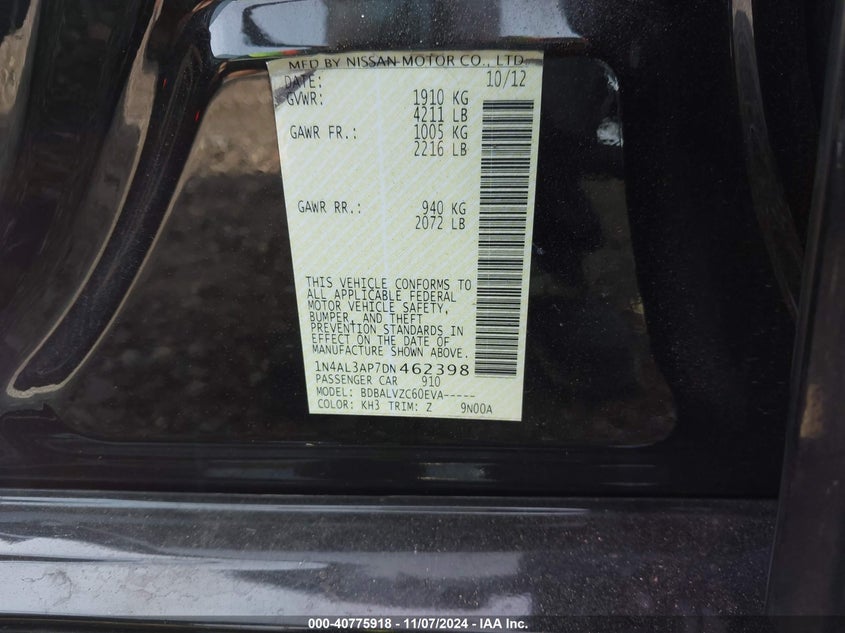 MFD BY NISSAN MOTOR CO., LTD.
DATE: 10/12
GVWR: 1910 KG
4211 LB
GAWR FR.: 1005 KG
2216 LB
GAWR RR.: 940 KG
2072 LB
THIS VEHICLE CONFORMS TO
ALL APPLICABLE FEDERAL
MOTOR VEHICLE SAFETY,
BUMPER, AND THEFT
PREVENTION STANDARDS IN
EFFECT ON THE DATE OF
MANUFACTURE SHOWN ABOVE.
1N4AL3AP7DN462398
PASSENGER CAR 910
MODEL: BDBALVZC60EVA-----
COLOR: KH3 TRIM: Z 9N00A
000-40775918 - 11/07/2024 - IAA Inc.